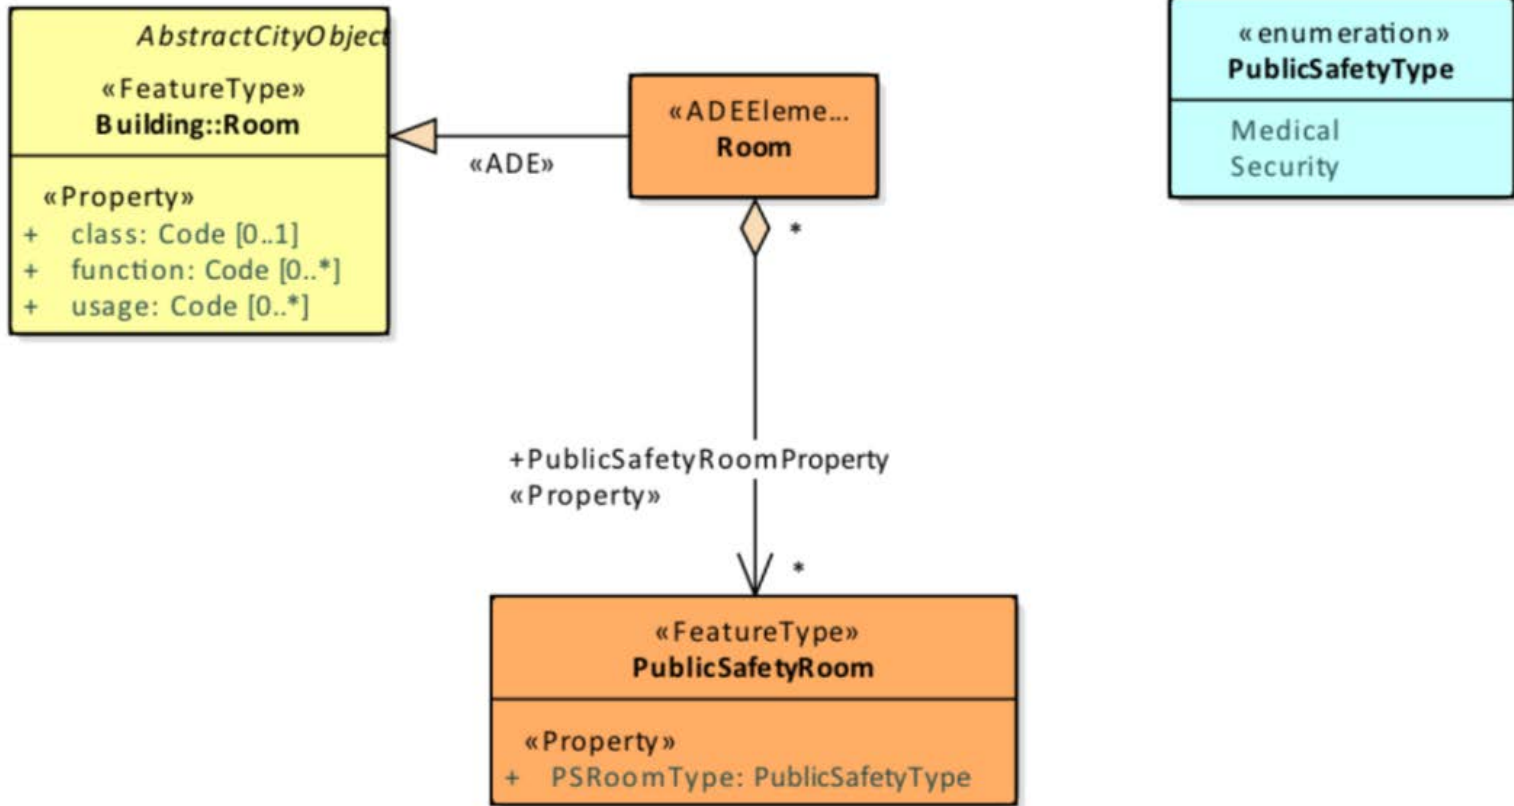 AbstractCityObject
«FeatureType»
Building::Room
«Property»
+ class: Code [0..1]
+ function: Code [0..*]
+ usage: Code [0..*]
«ADE»
«ADEEleme...
Room
*
+PublicSafetyRoomProperty
«Property»
*
«FeatureType»
PublicSafetyRoom
«Property»
+ PSRoomType: PublicSafetyType
«enumeration»
PublicSafetyType
Medical
Security